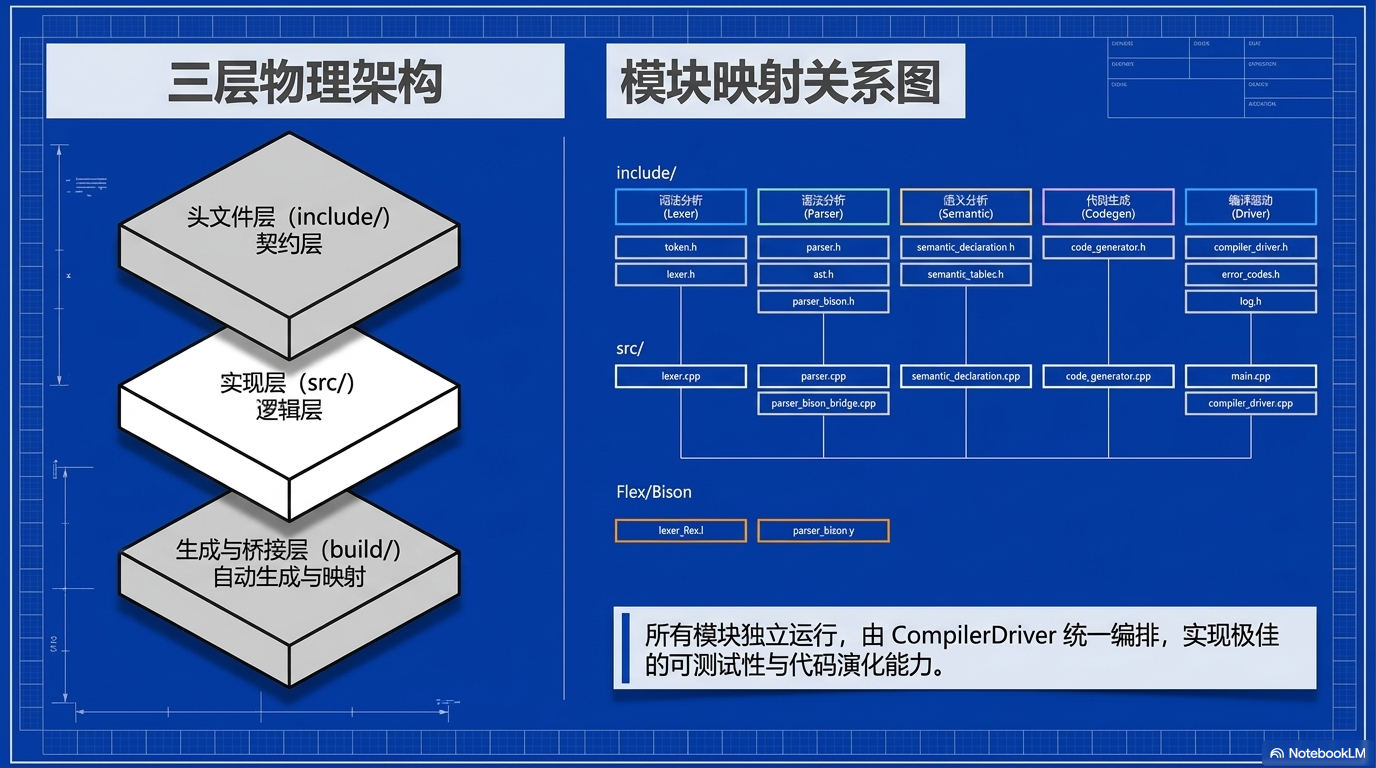 三层物理架构
头文件层（include/）
契约层
实现层（src/）
逻辑层
生成与桥接层（build/）
自动生成与映射
模块映射关系图
include/
词法分析
(Lexer)
语法分析
(Parser)
语义分析
(Semantic)
代码生成
(Codegen)
编译驱动
(Driver)
token.h
parser.h
semantic_declaration.h
code_generator.h
compiler_driver.h
lexer.h
ast.h
semantic_tablec.h
error_codes.h
parser_bison.h
log.h
src/
lexer.cpp
parser.cpp
semantic_declaration.cpp
code_generator.cpp
main.cpp
parser_bison_bridge.cpp
compiler_driver.cpp
Flex/Bison
lexer_Rex.l
parser_bizon y
所有模块独立运行，由 CompilerDriver 统一编排，实现极佳
的可测试性与代码演化能力。
NotebookLM